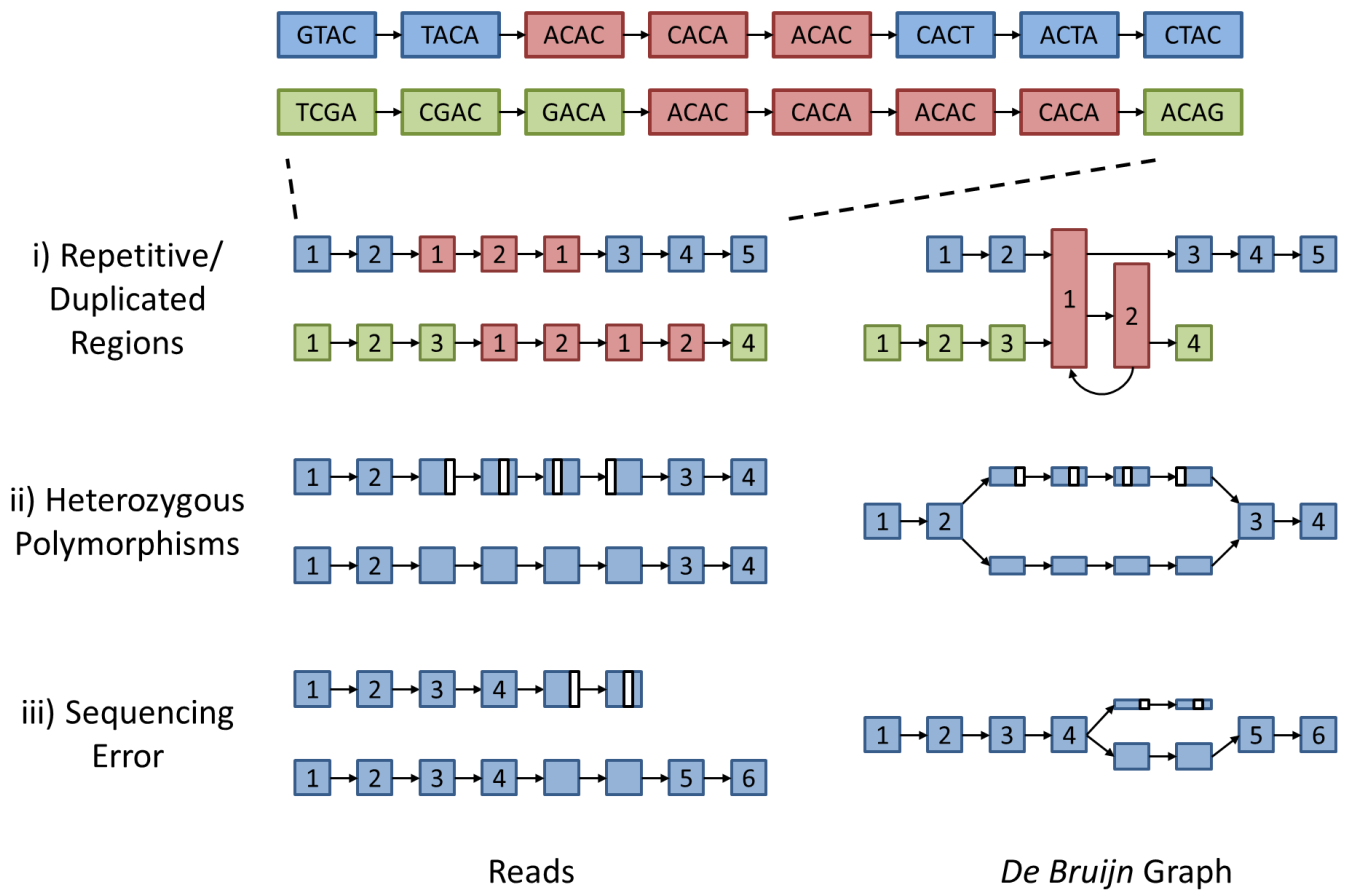 GTAC TACA ACAC CACA ACAC CACT ACTA CTAC
TCGA CGAC GACA ACAC CACA ACAC CACA ACAG
i) Repetitive/
Duplicated
Regions
1 2 1 2 1 3 4 5
1 2 3 1 2 1 2 4
1 2 3 4 5
1 2
1 2 3 4
ii) Heterozygous
Polymorphisms
1 2 3 4
1 2 3 4
1 2 3 4
iii) Sequencing
Error
1 2 3 4
1 2 3 4 5 6
1 2 3 4 5 6
Reads
De Bruijn Graph